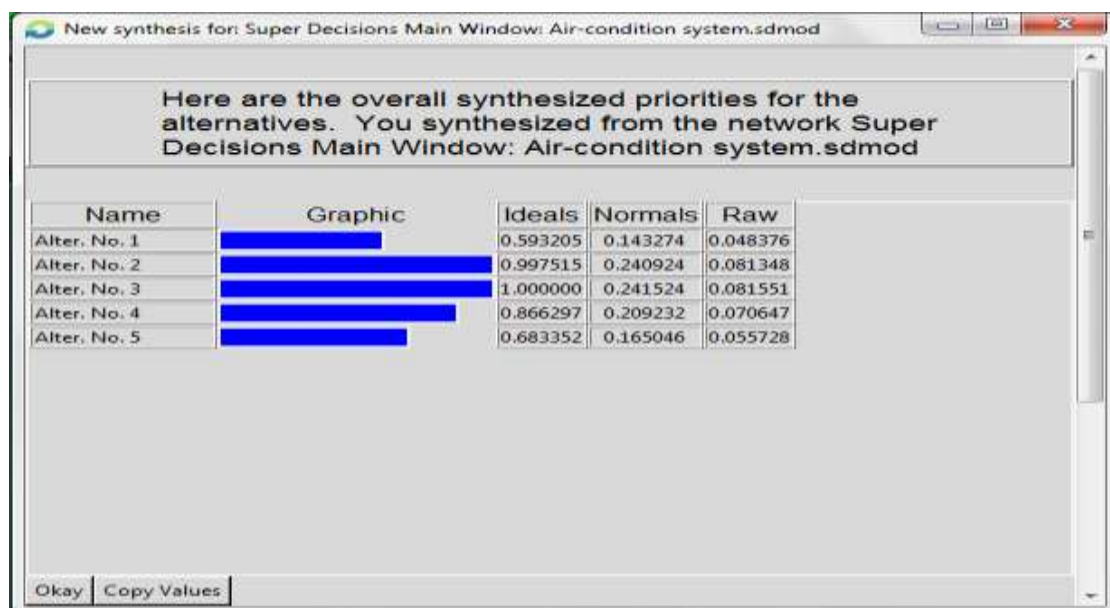 New synthesis for: Super Decisions Main Window: Air-condition system.sdmod
Here are the overall synthesized priorities for the
alternatives. You synthesized from the network Super
Decisions Main Window: Air-condition system.sdmod
Name Graphic Ideals Normals Raw
Alter. No. 1 0.593205 0.143274 0.048376
Alter. No. 2 0.997515 0.240924 0.081348
Alter. No. 3 1.000000 0.241524 0.081551
Alter. No. 4 0.866297 0.209232 0.070647
Alter. No. 5 0.683352 0.165046 0.055728
Okay Copy Values